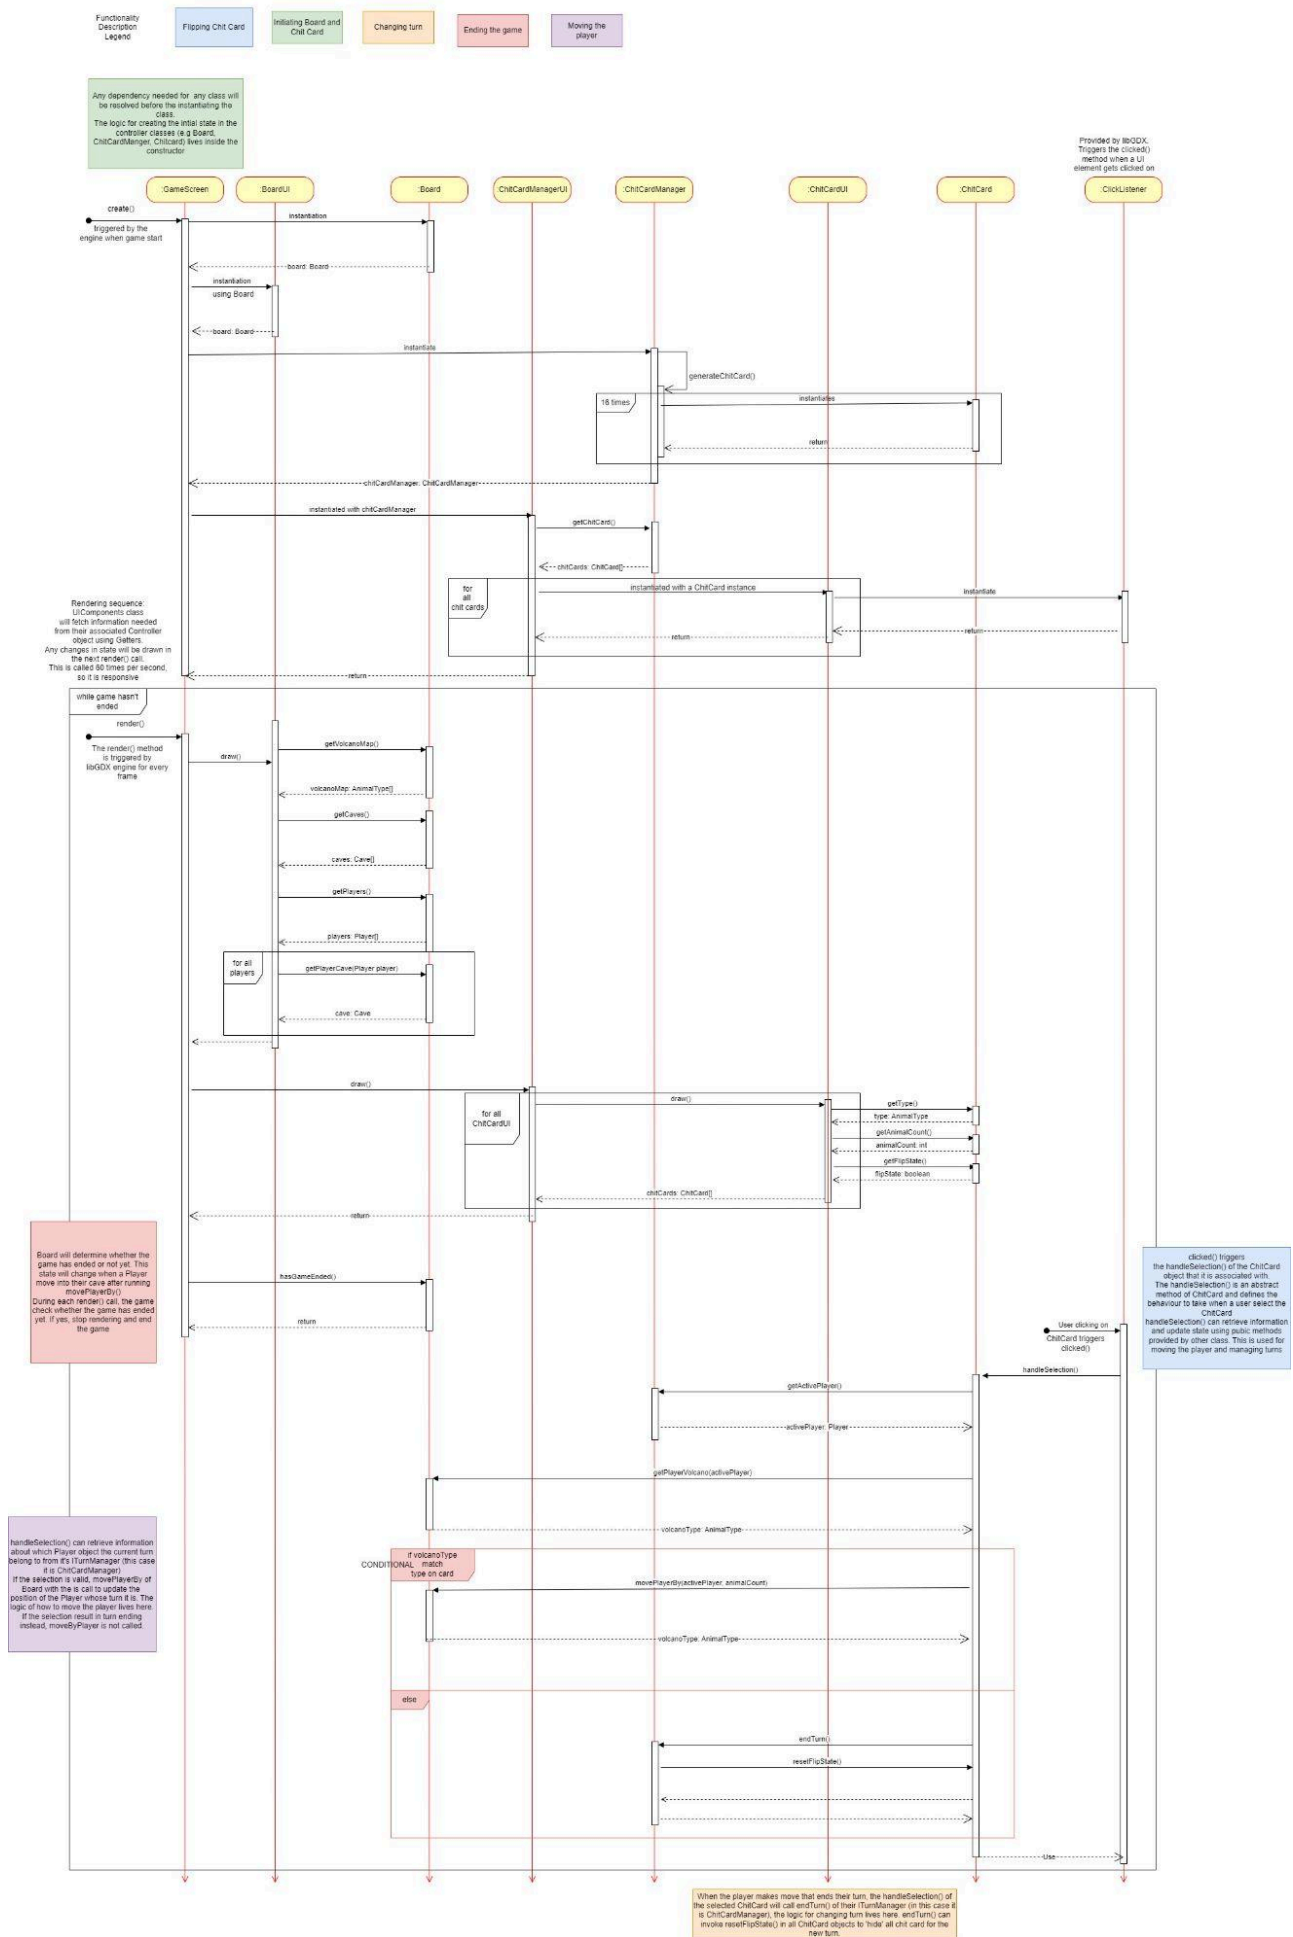 Functionality
Description
Legend
Flipping Chit Card
Initiating Board and
Chit Card
Changing turn
Ending the game
Moving the
player
Any dependency needed for any class will
be resolved before the instantiating the
class.
The logic for creating the intial state in the
controller classes (e.g Board,
ChitCardManger, Chitcard) lives inside the
constructor
Provided by libGDX,
Triggers the clicked()
method when a UI
element gets clicked on
:GameScreen
:BoardUI
:Board
:ChitCardManagerUI
:ChitCardManager
:ChitCardUI
:ChitCard
:ClickListener
create()
triggered by the
engine when game start
instantiation
board: Board
instantiation
using Board
board: Board
instantiate
generateChitCard()
16 times
instantiates
return
chitCardManager: ChitCardManager
instantiated with chitCardManager
getChitCard()
chitCards: ChitCard[]
for
all
chit cards
instantiated with a ChitCard instance
instantiate
return
return
return
Rendering sequence:
UIComponents class
will fetch information needed
from their associated Controller
object using Getters.
Any changes in state will be drawn in
the next render() call.
This is called 60 times per second,
so it is responsive
while game hasn't
ended
render()
The render() method
is triggered by
libGDX engine for every
frame
draw()
getVolcanoMap()
volcanoMap: AnimalType[]
getCaves()
caves: Cave[]
getPlayers()
players: Player[]
for all
players
getPlayerCave(Player player)
cave: Cave
draw()
for all
ChitCardUI
draw()
getType()
type: AnimalType
getAnimalCount()
animalCount: int
getFlipState()
flipState: boolean
chitCards: ChitCard[]
return
Board will determine whether the
game has ended or not yet. This
state will change when a Player
move into their cave after running
movePlayerBy()
During each render() call, the game
check whether the game has ended
yet. If yes, stop rendering and end
the game
hasGameEnded()
return
clicked() triggers
the handleSelection() of the ChitCard
object that it is associated with.
The handleSelection() is an abstract
method of ChitCard and defines the
behaviour to take when a user select the
ChitCard
handleSelection() can retrieve information
and update state using pubic methods
provided by other class. This is used for
moving the player and managing turns
User clicking on
ChitCard triggers
clicked()
handleSelection()
getActivePlayer()
activePlayer: Player
getPlayerVolcano(activePlayer)
volcanoType: AnimalType
handleSelection() can retrieve information
about which Player object the current turn
belong to from it's ITurnManager (this case
it is ChitCardManager)
If the selection is valid, movePlayerBy of
Board with the is call to update the
position of the Player whose turn it is. The
logic of how to move the player lives here.
If the selection result in turn ending
instead, moveByPlayer is not called.
CONDITIONAL
if volcanoType
match
type on card
movePlayerBy(activePlayer, animalCount)
volcanoType: AnimalType
else
endTurn()
resetFlipState()
Use
When the player makes move that ends their turn, the handleSelection() of
the selected ChitCard will call endTurn() of their ITurnManager (in this case it
is ChitCardManager), the logic for changing turn lives here. endTurn() can
invoke resetFlipState() in all ChitCard objects to 'hide' all chit card for the
new turn.